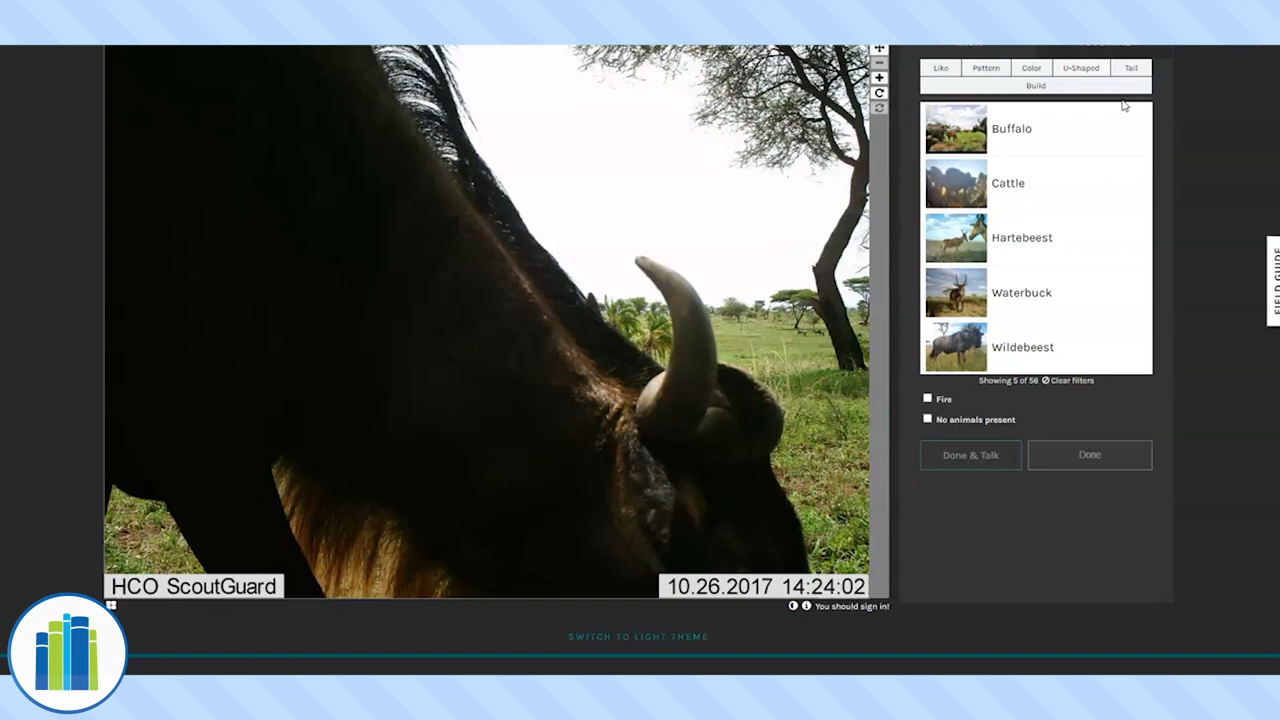 Like Pattern Color U-Shaped Tail
Build
Buffalo
Cattle
Hartebeest
Waterbuck
Wildebeest
Showing 5 of 56 Clear filters
Fire
No animals present
Done & Talk Done
FIELD GUIDE
HCO ScoutGuard 10.26.2017 14:24:02
You should sign in!
SWITCH TO LIGHT THEME